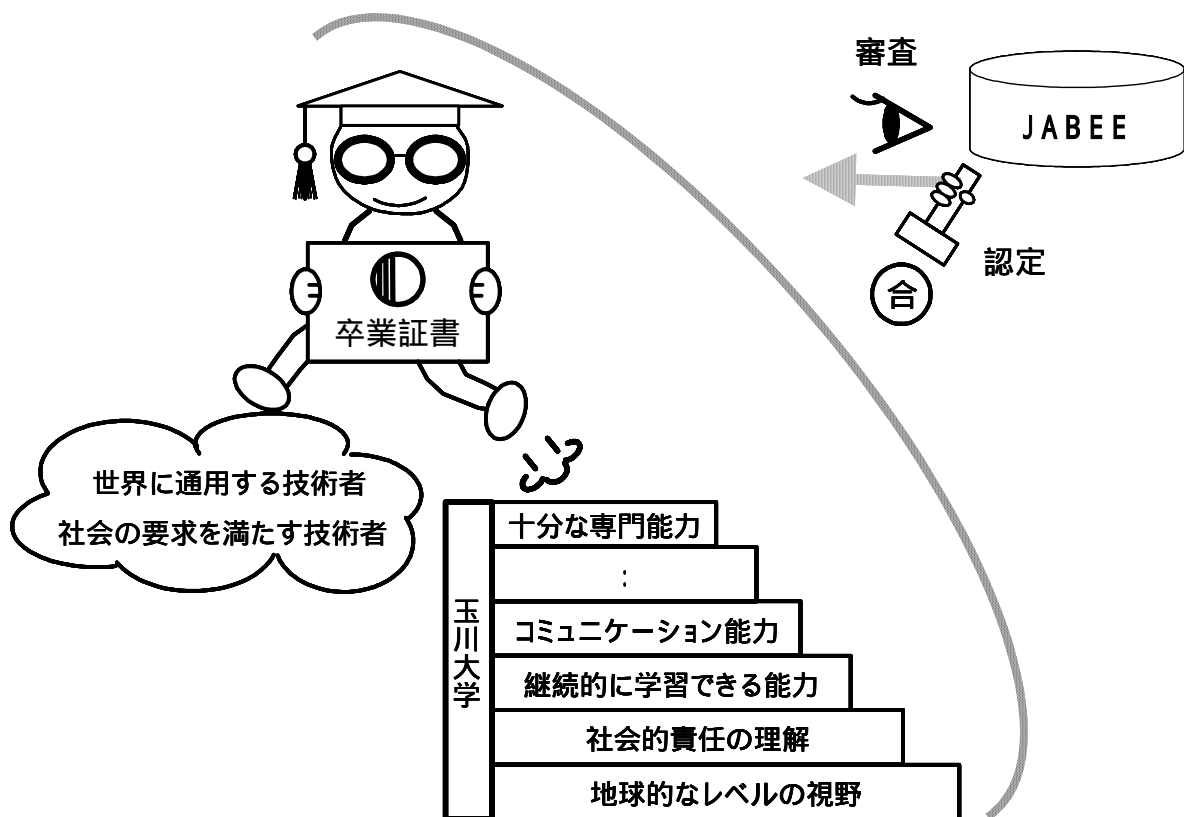 審査
JABEE
認定
合
卒業証書
世界に通用する技術者
社会の要求を満たす技術者
玉川大学
十分な専門能力
:
コミュニケーション能力
継続的に学習できる能力
社会的責任の理解
地球的なレベルの視野